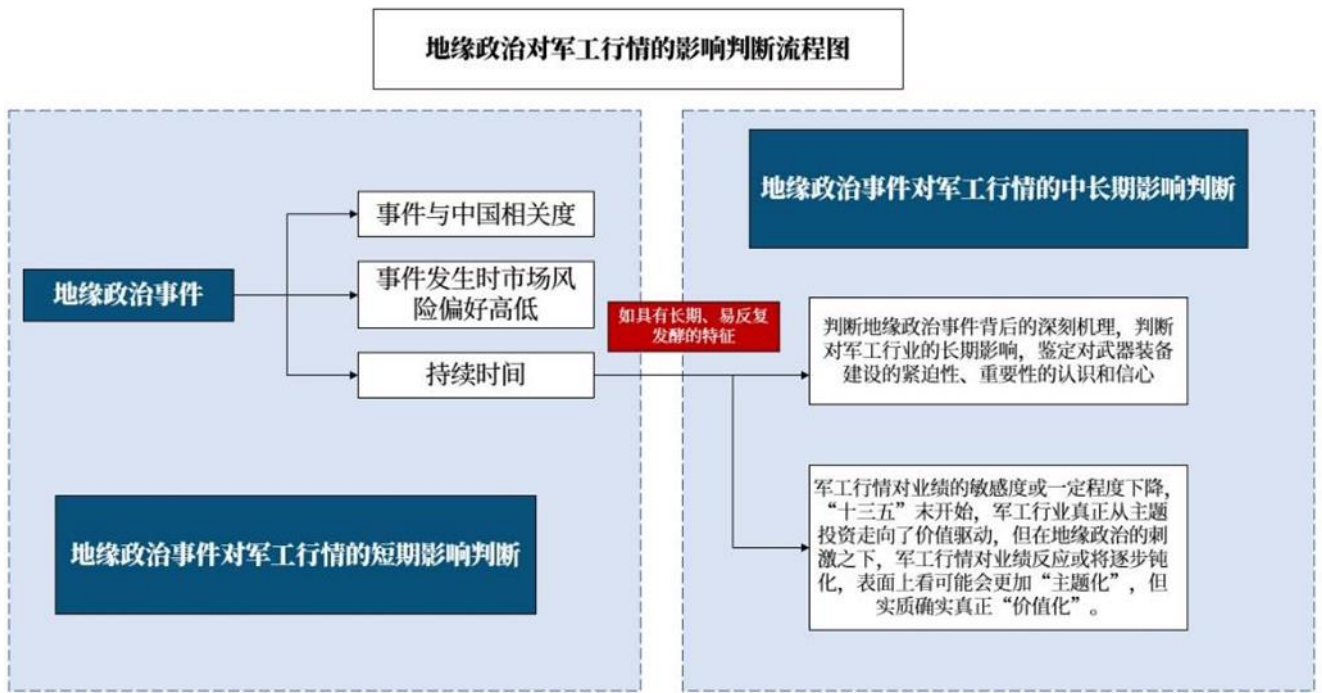 地缘政治对军工行情的影响判断流程图
地缘政治事件
事件与中国相关度
事件发生时市场风
险偏好高低
持续时间
地缘政治事件对军工行情的短期影响判断
如具有长期、易反复
发酵的特征
地缘政治事件对军工行情的中长期影响判断
判断地缘政治事件背后的深刻机理，判断
对军工行业的长期影响，鉴定对武器装备
建设的紧迫性、重要性的认识和信心
军工行情对业绩的敏感度或一定程度下降，
“十三五”末开始，军工行业真正从主题
投资走向了价值驱动，但在地缘政治的刺
激之下，军工行情对业绩反应或将逐步钝
化，表面上看可能会更加“主题化”，但
实质确实真正“价值化”。